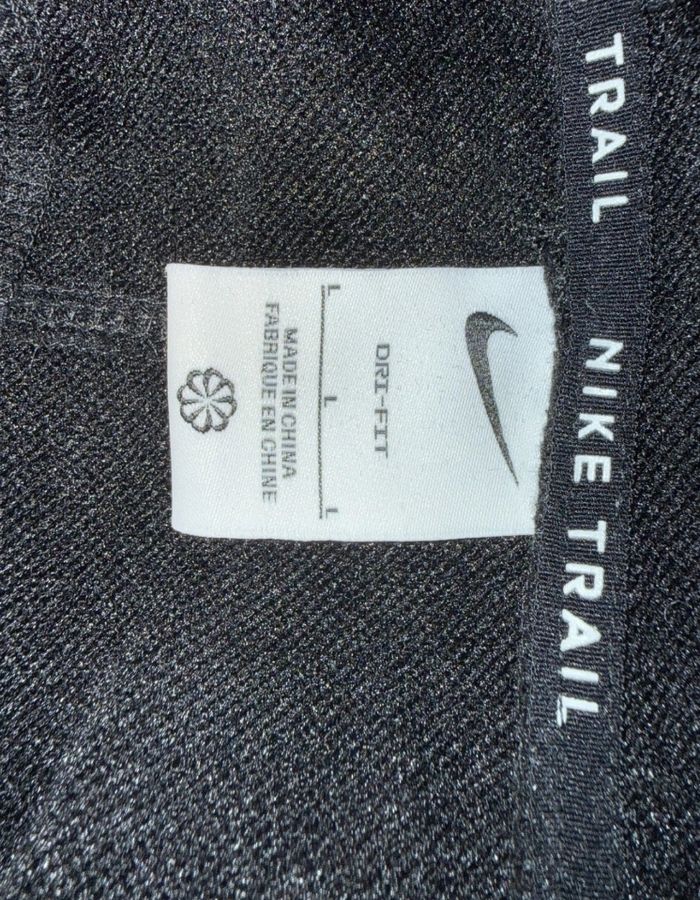 TRAIL NIKE TRAIL
DRI-FIT
L L L
MADE IN CHINA
FABRIQUE EN CHINE